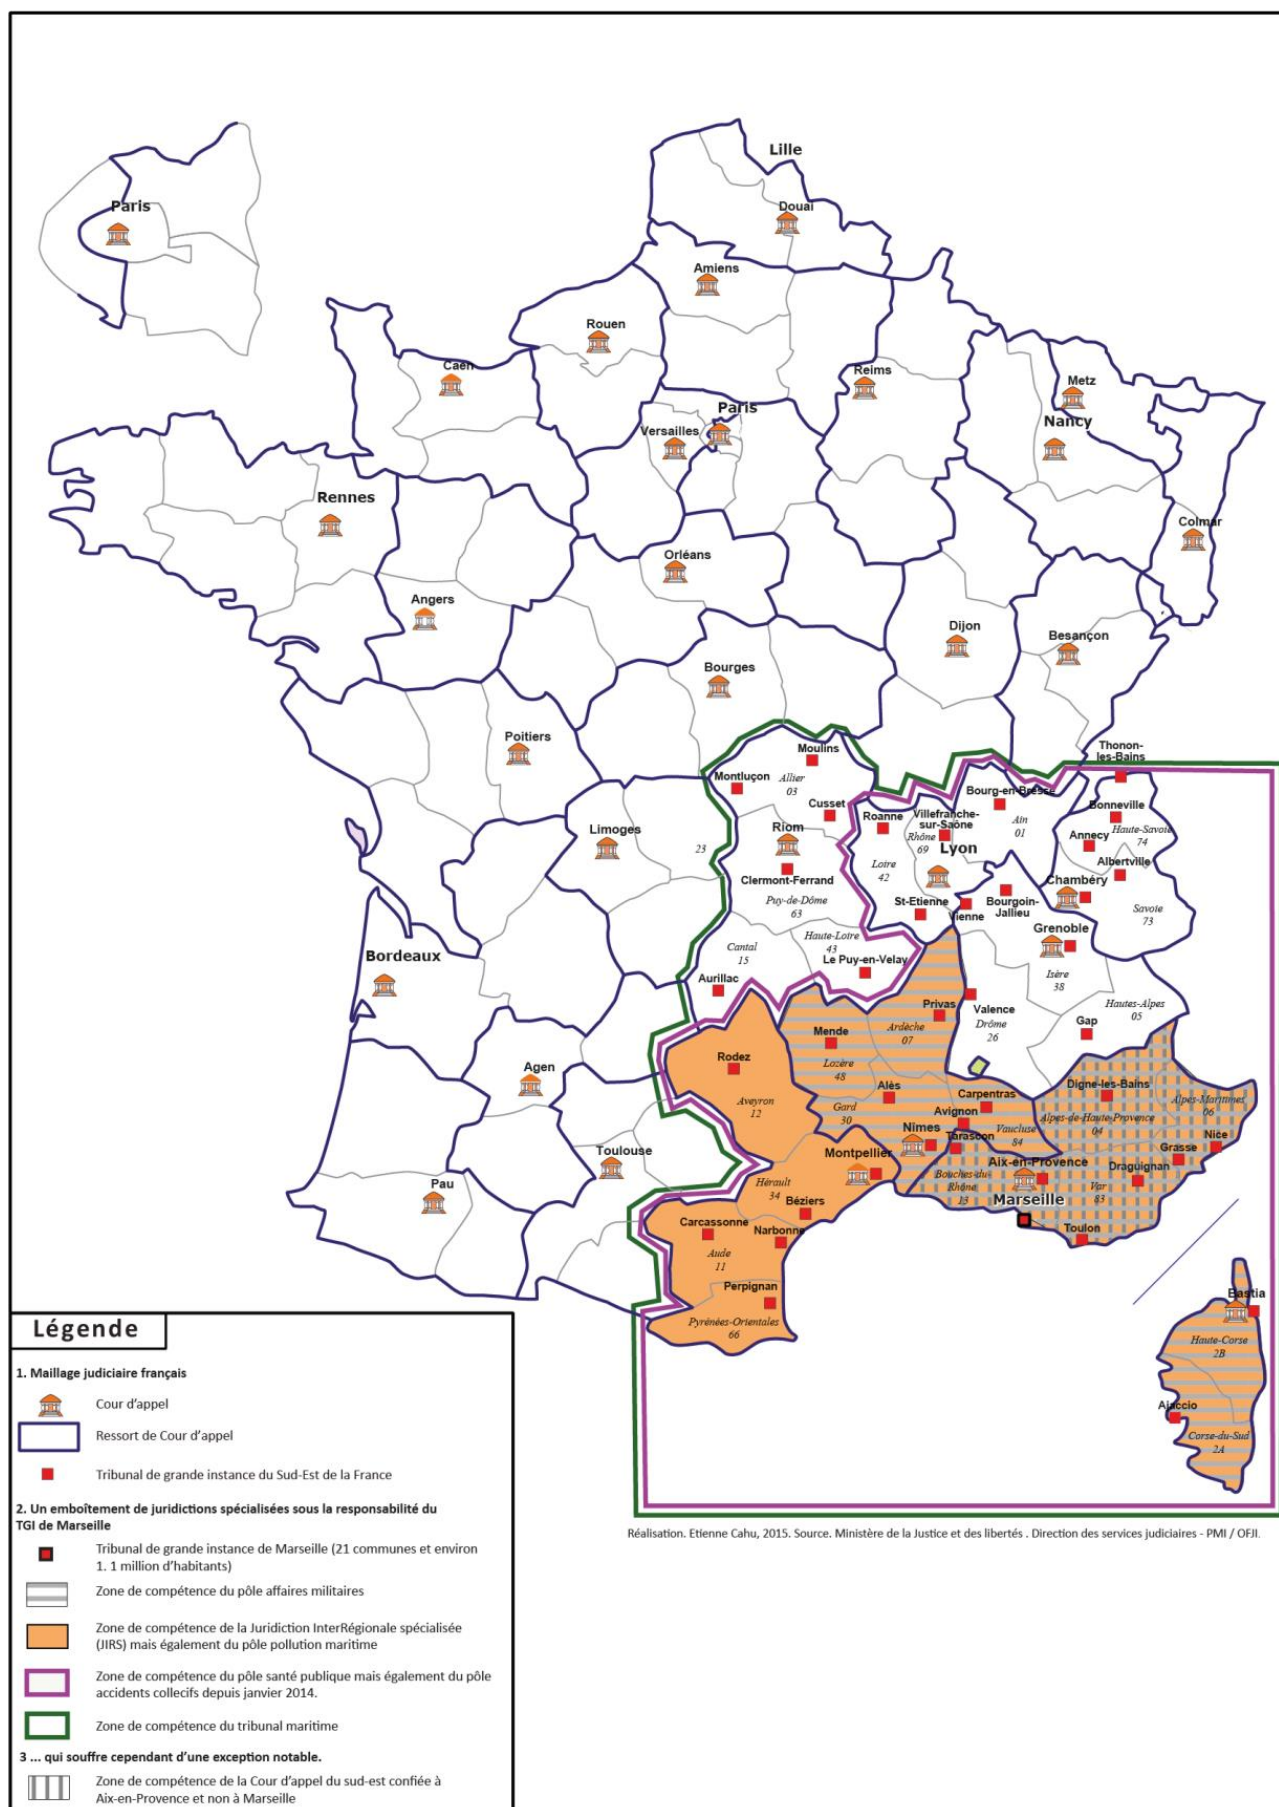 Lille
Paris
Douai
Amiens
Rouen
Caen
Reims
Metz
Paris
Nancy
Versailles
Rennes
Colmar
Orléans
Angers
Dijon
Besançon
Bourges
Poitiers
Moulins
Thonon-
les-Bains
Montluçon
Allier
03
Bourg-en-Bresse
Cusset
Roanne
Villefranche-
sur-Saône
Ain
01
Bonneville
Haute-Savoie
74
Annecy
Riom
Rhône
69
Lyon
Limoges
23
Loire
42
Albertville
Clermont-Ferrand
Chambéry
Puy-de-Dôme
63
St-Etienne
Vienne
Bourgoin-
Jallieu
Savoie
73
Grenoble
Cantal
15
Haute-Loire
43
Le Puy-en-Velay
Bordeaux
Isère
38
Aurillac
Privas
Valence
Hautes-Alpes
05
Mende
Ardèche
07
Drôme
26
Gap
Rodez
Lozère
48
Agen
Alès
Carpentras
Digne-les-Bains
Alpes-Maritimes
06
Aveyron
12
Gard
30
Avignon
Alpes-de-Haute-Provence
04
Vaucluse
84
Nîmes
Tarascon
Nice
Grasse
Toulouse
Montpellier
Aix-en-Provence
Draguignan
Pau
Hérault
34
Bouches-du-
Rhône
13
Var
83
Marseille
Béziers
Carcassonne
Narbonne
Toulon
Aude
11
Perpignan
Bastia
Pyrénées-Orientales
66
Haute-Corse
2B
Ajaccio
Corse-du-Sud
2A
Légende
1. Maillage judiciaire français
Cour d'appel
Ressort de Cour d'appel
Tribunal de grande instance du Sud-Est de la France
2. Un emboîtement de juridictions spécialisées sous la responsabilité du
TGI de Marseille
Tribunal de grande instance de Marseille (21 communes et environ
1. 1 million d'habitants)
Zone de compétence du pôle affaires militaires
Zone de compétence de la Juridiction InterRégionale spécialisée
(JIRS) mais également du pôle pollution maritime
Zone de compétence du pôle santé publique mais également du pôle
accidents collectifs depuis janvier 2014.
Zone de compétence du tribunal maritime
3 ... qui souffre cependant d'une exception notable.
Zone de compétence de la Cour d'appel du sud-est confiée à
Aix-en-Provence et non à Marseille
Réalisation. Etienne Cahu, 2015. Source. Ministère de la Justice et des libertés . Direction des services judiciaires - PMI / OFJI.